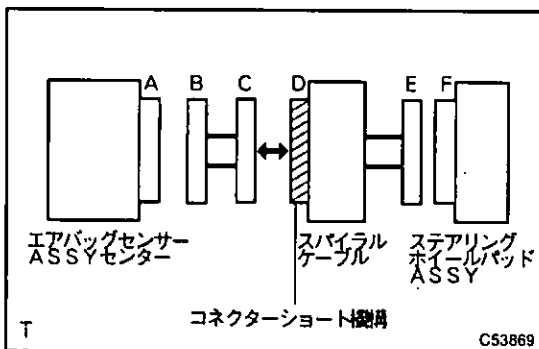 A B C D E F
エアバッグセンサー
ASSYセンター
スパイラル
ケーブル
ステアリング
ホイールパッド
ASSY
コネクターショート機構
T
C53869